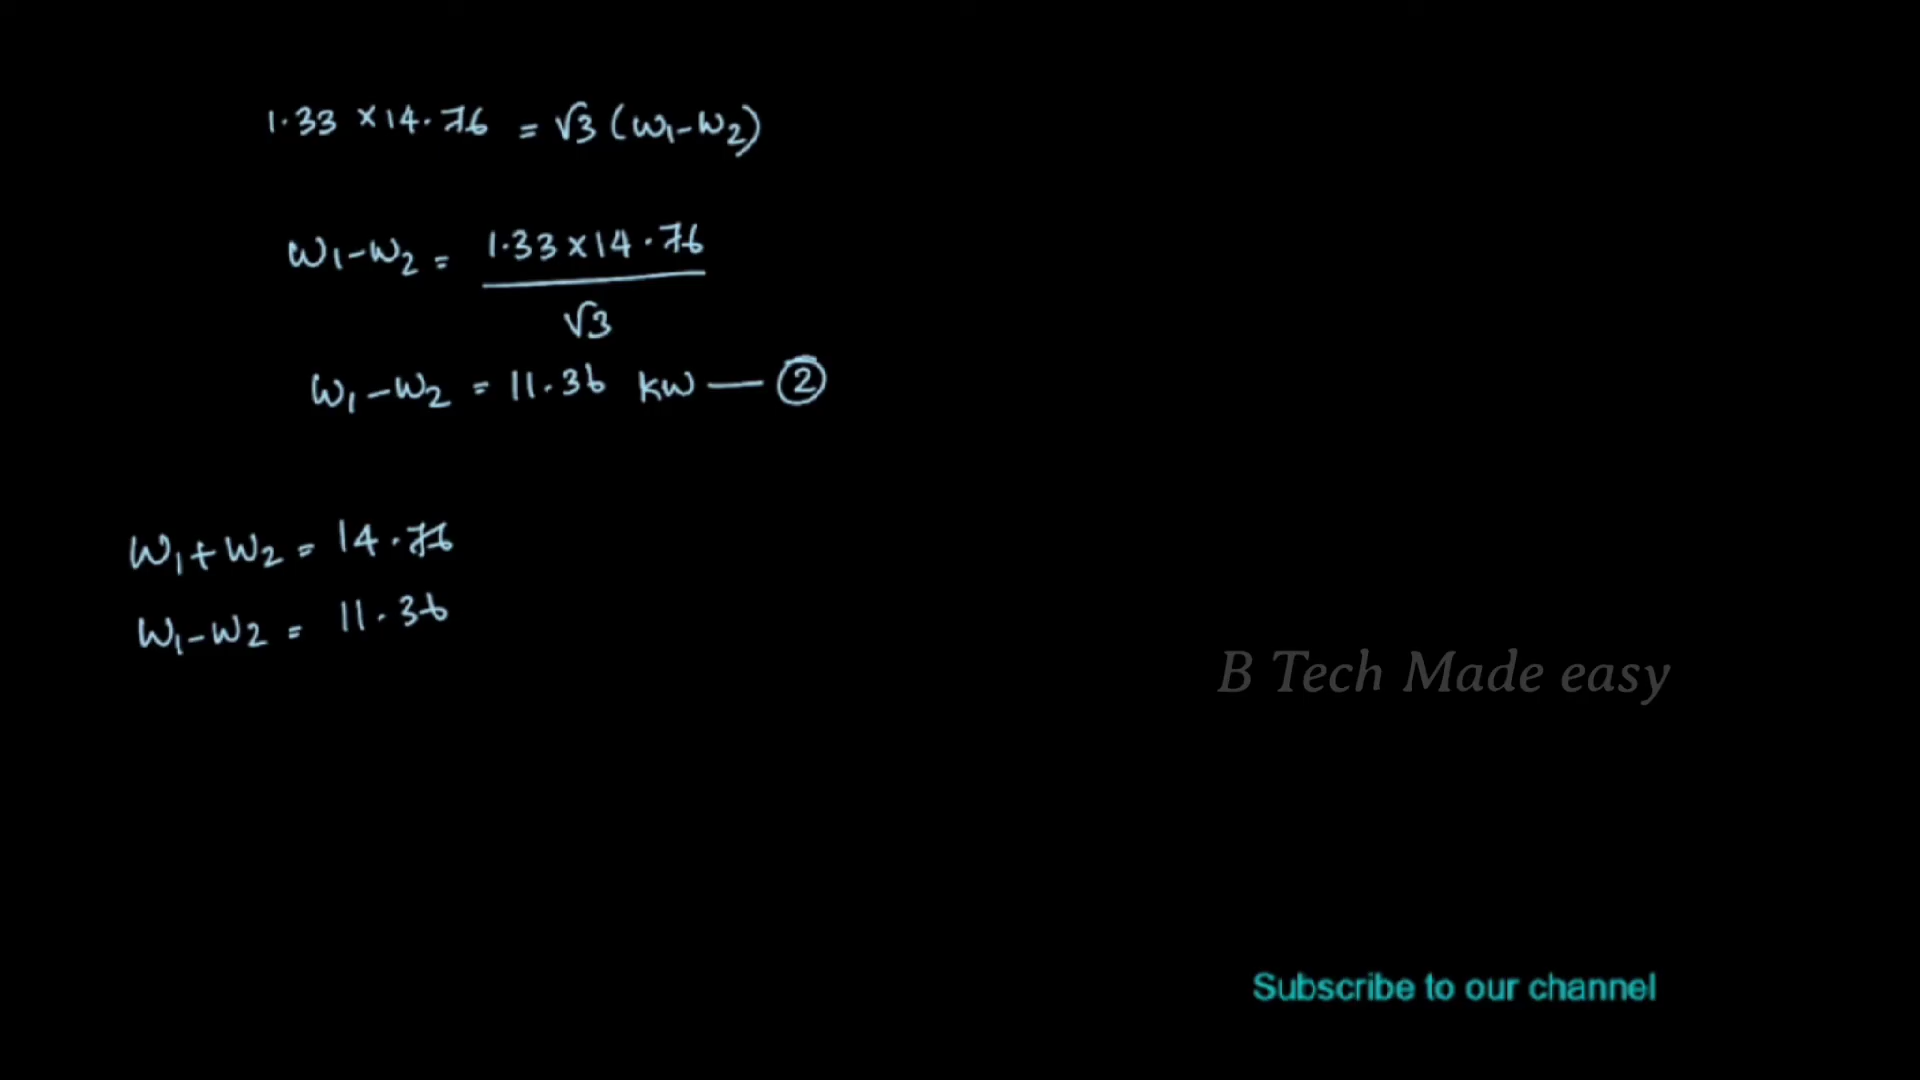 1.33 × 14.76 = √3 (W₁-W₂)
W₁-W₂ = 1.33 × 14.76
√3
W₁-W₂ = 11.36 kW — ②
W₁+W₂ = 14.76
W₁-W₂ = 11.36
B Tech Made easy
Subscribe to our channel